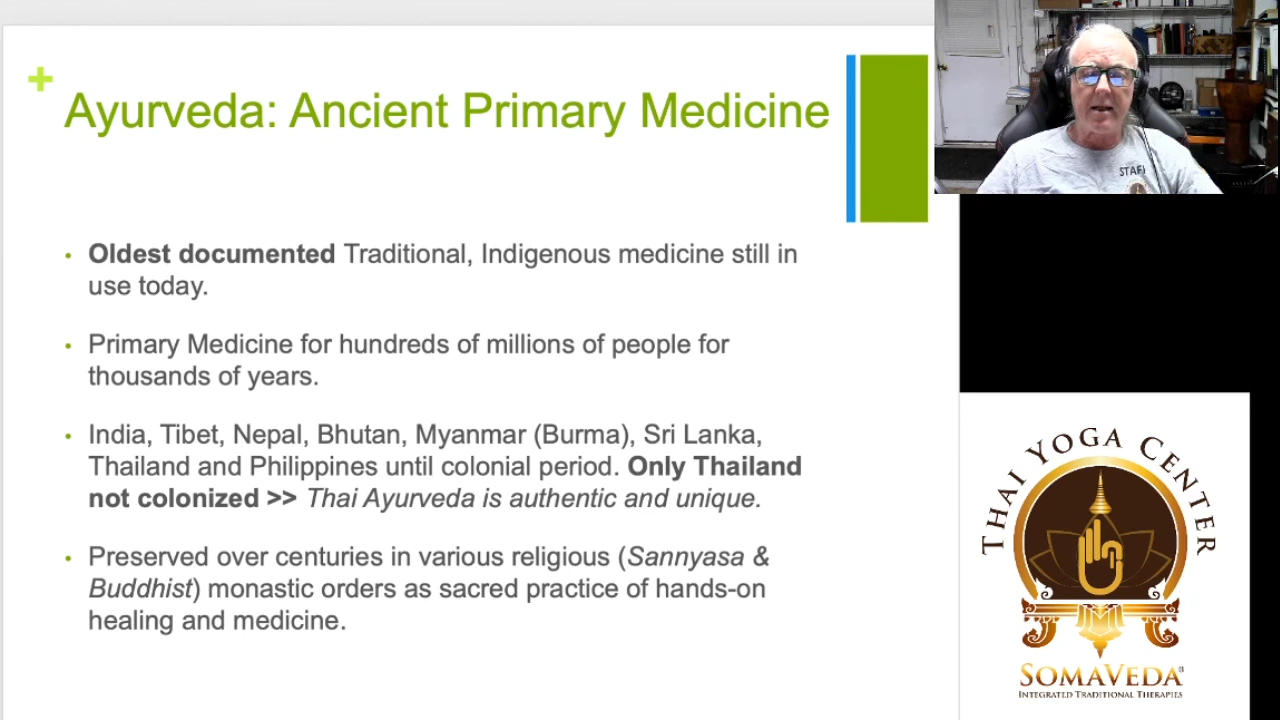 +
Ayurveda: Ancient Primary Medicine
• Oldest documented Traditional, Indigenous medicine still in
use today.
• Primary Medicine for hundreds of millions of people for
thousands of years.
• India, Tibet, Nepal, Bhutan, Myanmar (Burma), Sri Lanka,
Thailand and Philippines until colonial period. Only Thailand
not colonized >> Thai Ayurveda is authentic and unique.
• Preserved over centuries in various religious (Sannyasa &
Buddhist) monastic orders as sacred practice of hands-on
healing and medicine.
STAFF
THAI YOGA CENTER
SOMAVEDA®
INTEGRATED TRADITIONAL THERAPIES